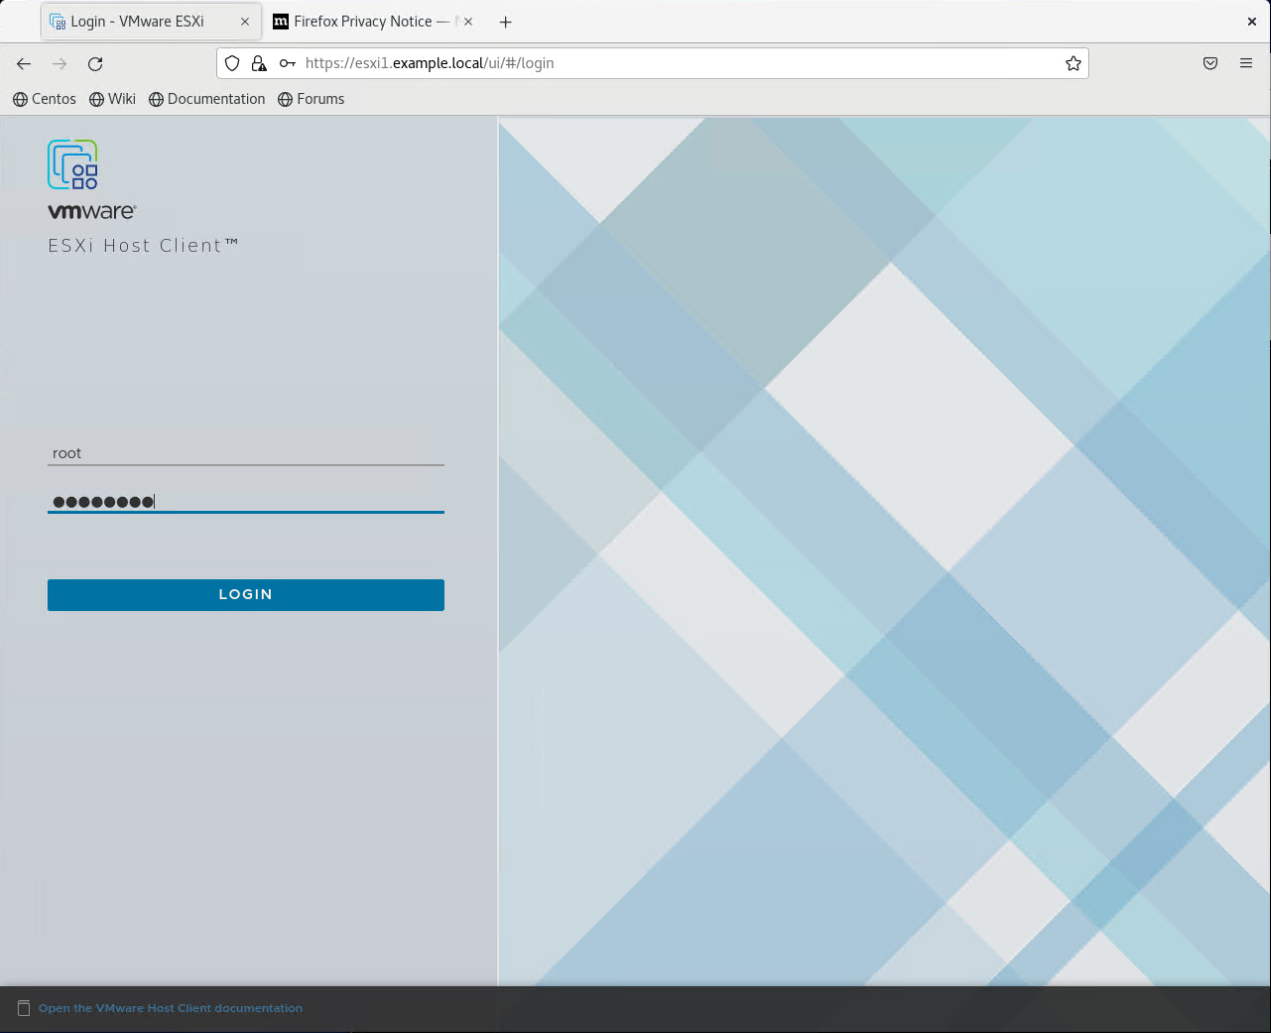 Login - VMware ESXi
Firefox Privacy Notice —
https://esxi1.example.local/ui/#/login
Centos Wiki Documentation Forums
vmware
ESXi Host Client™
root
●●●●●●●●
LOGIN
Open the VMware Host Client documentation